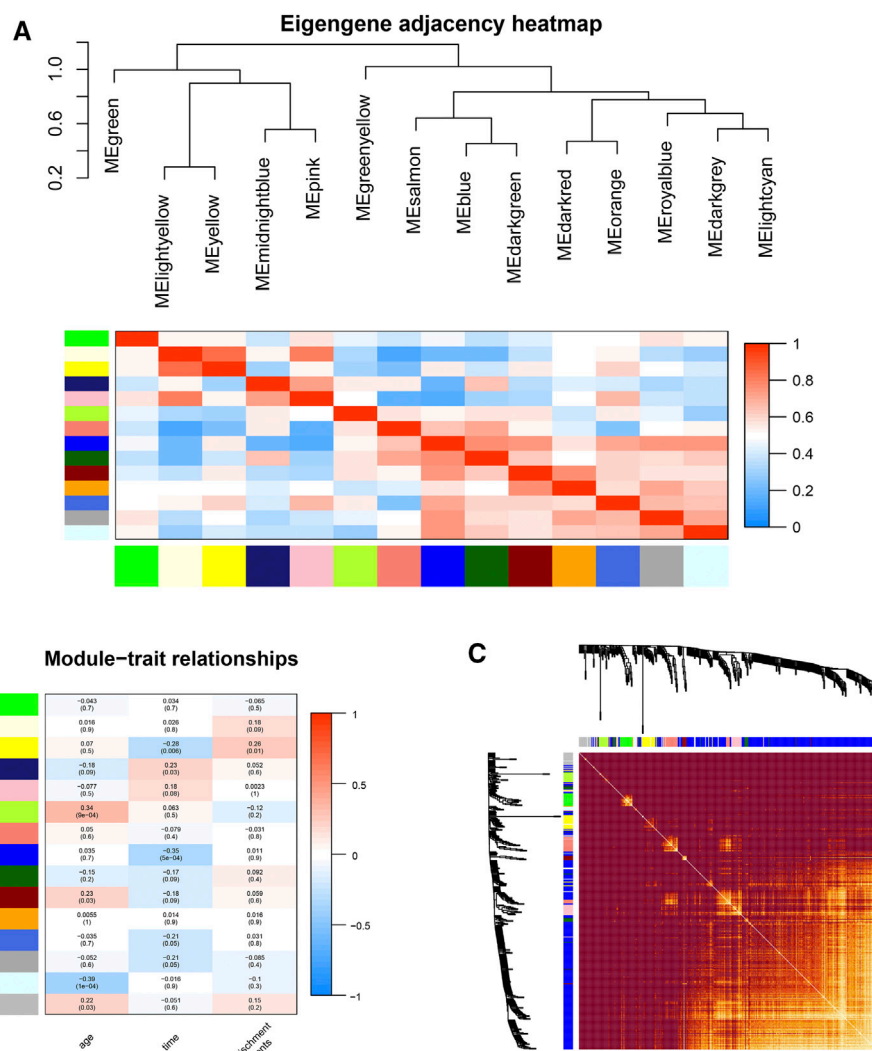 A
Eigengene adjacency heatmap
1.0
0.6
0.2
MEgreen
MElightyellow
MEyellow
MEmidnightblue
MEpink
MEgreenyellow
MEsalmon
MEblue
MEdarkgreen
MEdarkred
MEorange
MEroyalblue
MEdarkgrey
MElightcyan
1
0.8
0.6
0.4
0.2
0
Module−trait relationships
−0.043 0.034 −0.065
(0.7) (0.7) (0.5)
0.016 0.026 0.18
(0.9) (0.8) (0.09)
0.07 −0.28 0.26
(0.5) (0.006) (0.01)
−0.18 0.23 0.052
(0.09) (0.03) (0.6)
−0.077 0.18 0.0023
(0.5) (0.08) (1)
0.34 0.063 −0.12
(9e−04) (0.5) (0.2)
0.05 −0.079 −0.031
(0.6) (0.4) (0.8)
0.035 −0.35 0.011
(0.7) (5e−04) (0.9)
−0.15 −0.17 0.092
(0.2) (0.09) (0.4)
0.23 −0.18 0.059
(0.03) (0.09) (0.6)
0.0055 0.014 0.016
(1) (0.9) (0.9)
−0.035 −0.21 0.031
(0.7) (0.05) (0.8)
−0.052 −0.21 −0.085
(0.6) (0.05) (0.4)
−0.39 −0.016 −0.1
(1e−04) (0.9) (0.3)
0.22 −0.051 0.15
(0.03) (0.6) (0.2)
age
time
1
0.5
0
−0.5
−1
C